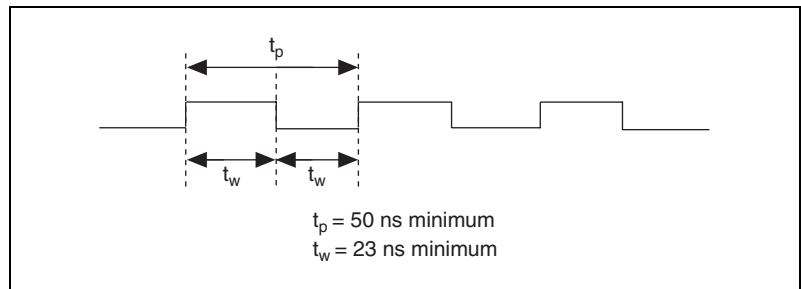 tp
tw tw
tp = 50 ns minimum
tw = 23 ns minimum